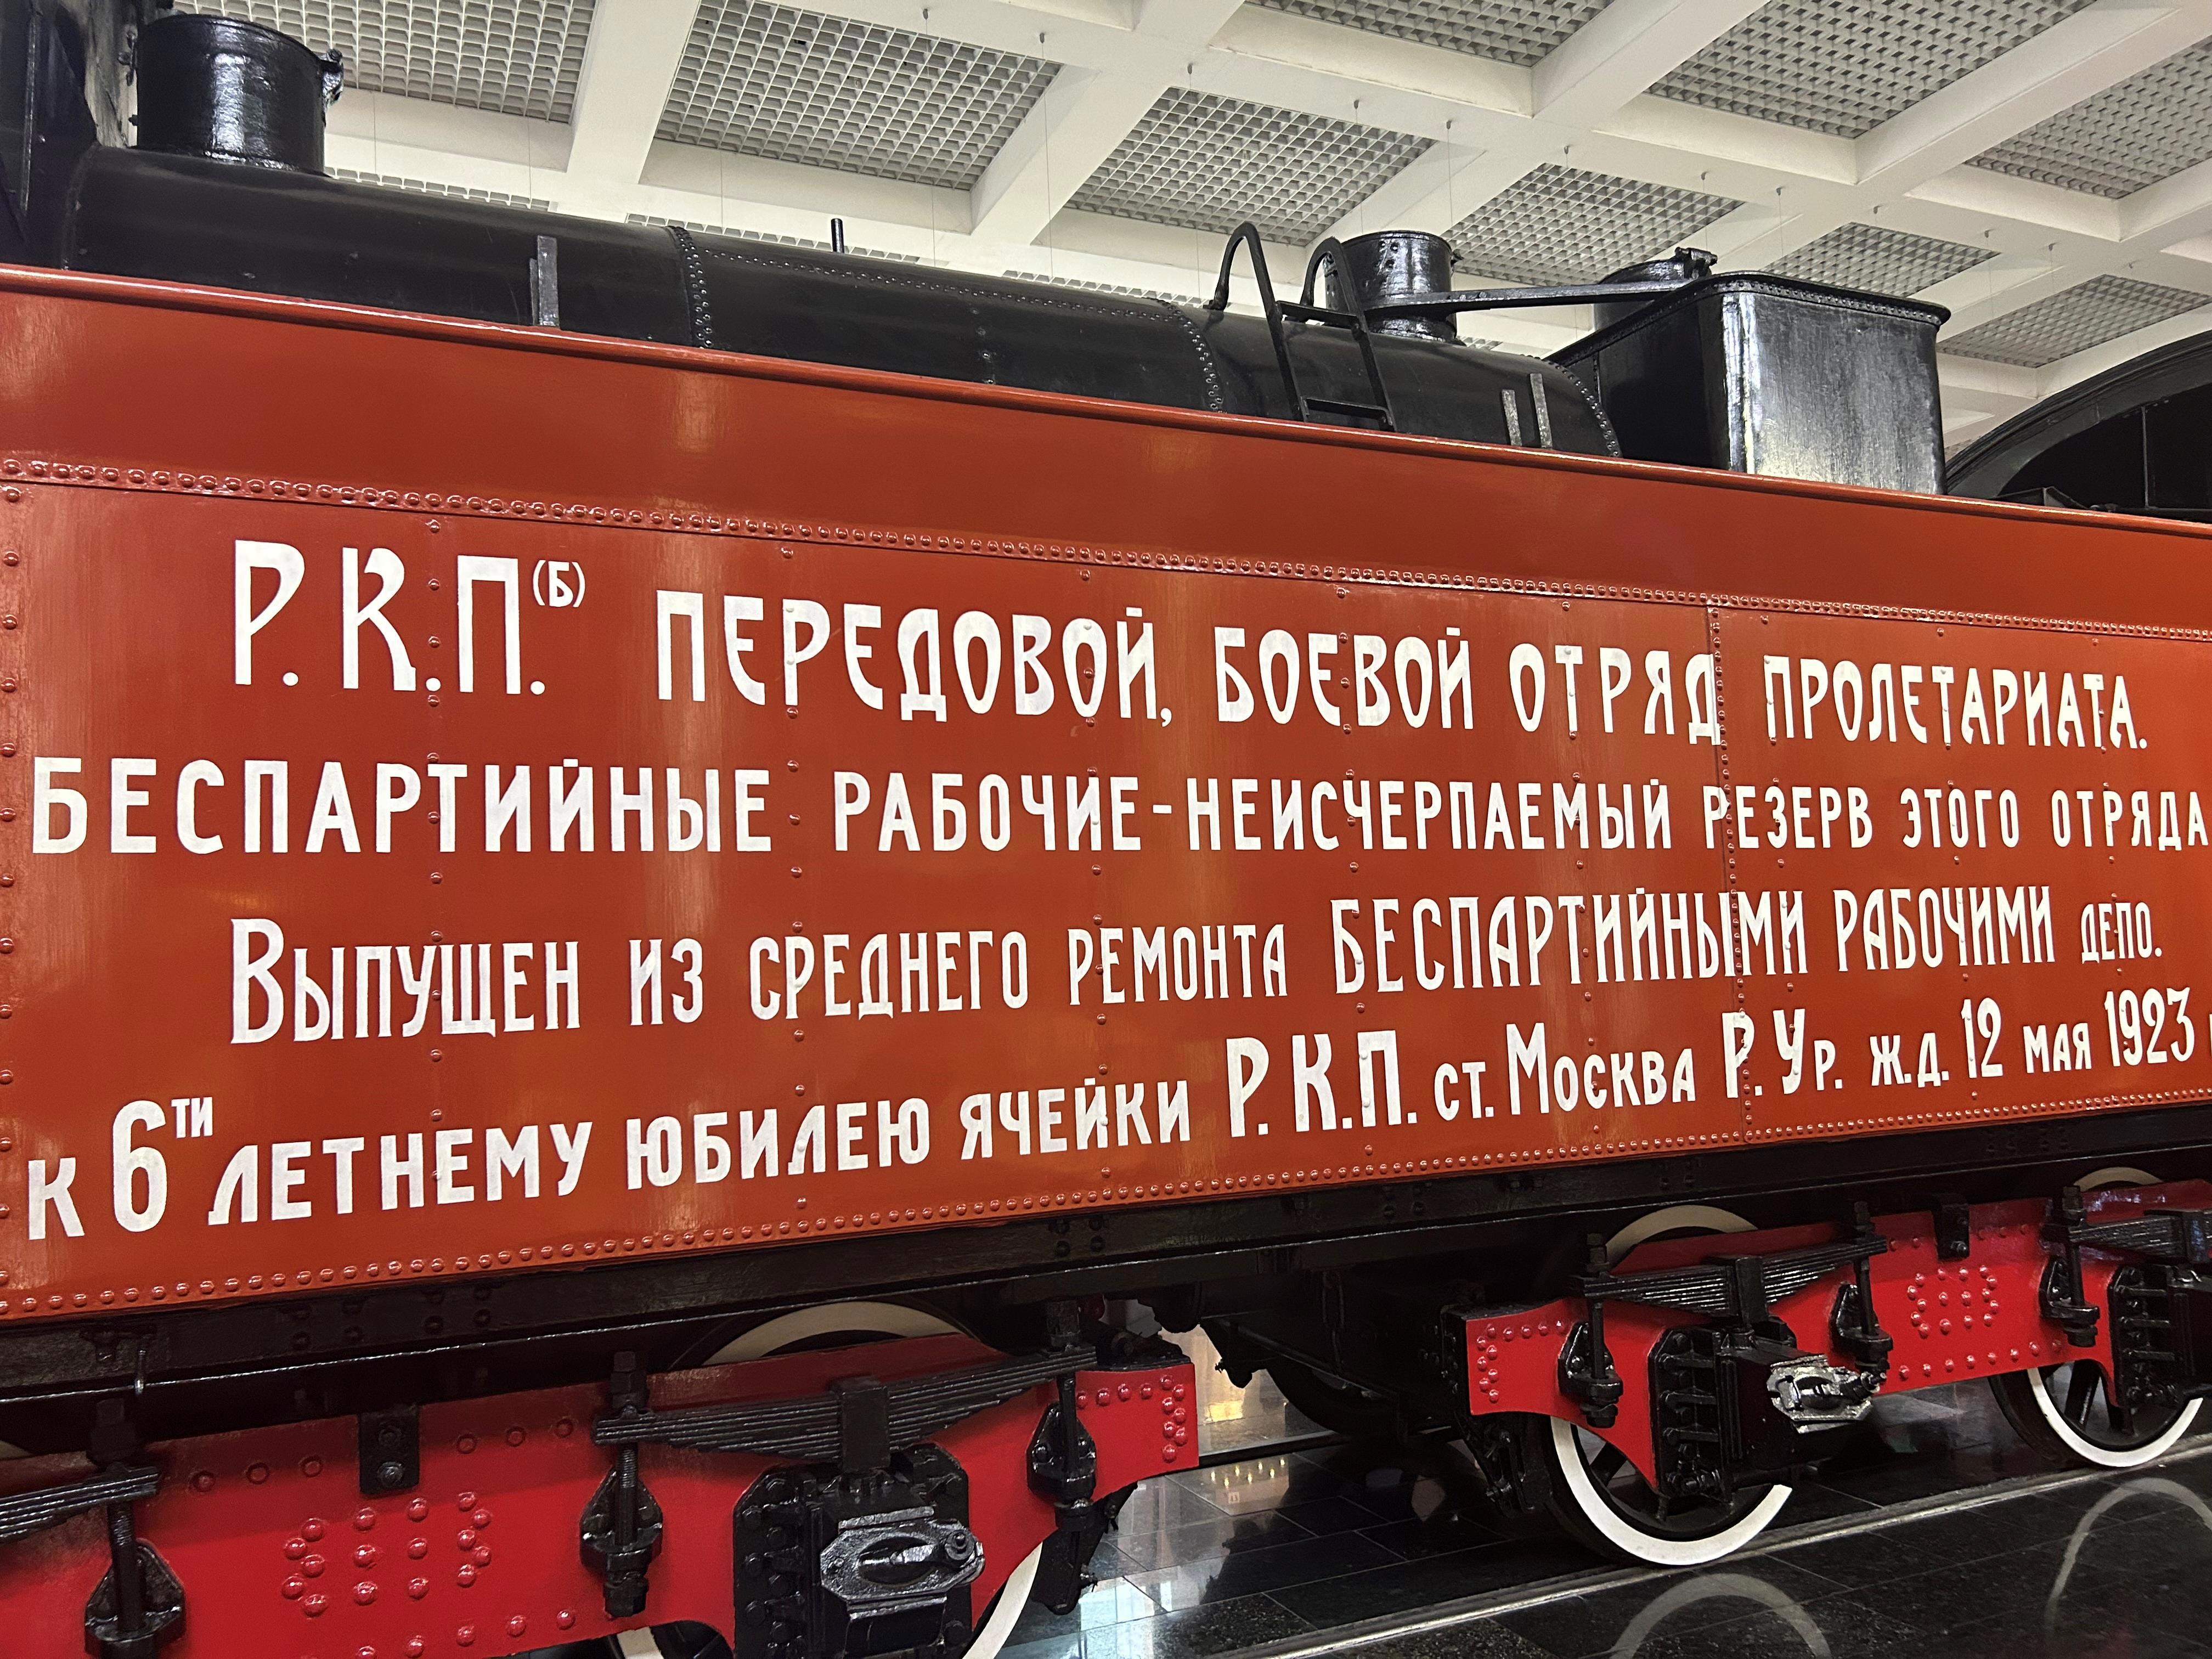 Р.К.П.(Б) ПЕРЕДОВОЙ, БОЕВОЙ ОТРЯД ПРОЛЕТАРИАТА.
БЕСПАРТИЙНЫЕ РАБОЧИЕ-НЕИСЧЕРПАЕМЫЙ РЕЗЕРВ ЭТОГО ОТРЯДА
ВЫПУЩЕН ИЗ СРЕДНЕГО РЕМОНТА БЕСПАРТИЙНЫМИ РАБОЧИМИ ДЕПО.
К 6ТИ ЛЕТНЕМУ ЮБИЛЕЮ ЯЧЕЙКИ Р.К.П. СТ. МОСКВА Р. УР. Ж.Д. 12 МАЯ 1923